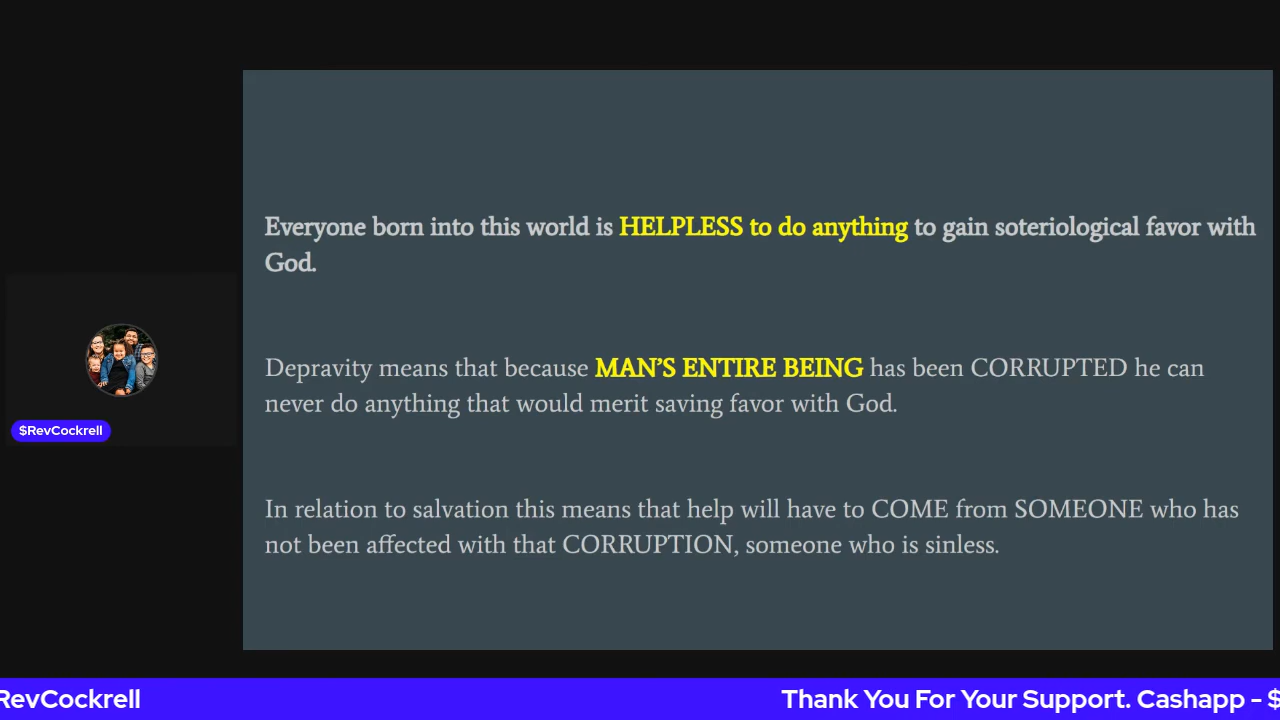 Everyone born into this world is HELPLESS to do anything to gain soteriological favor with
God.
Depravity means that because MAN’S ENTIRE BEING has been CORRUPTED he can
never do anything that would merit saving favor with God.
In relation to salvation this means that help will have to COME from SOMEONE who has
not been affected with that CORRUPTION, someone who is sinless.
$RevCockrell
RevCockrell
Thank You For Your Support. Cashapp - $